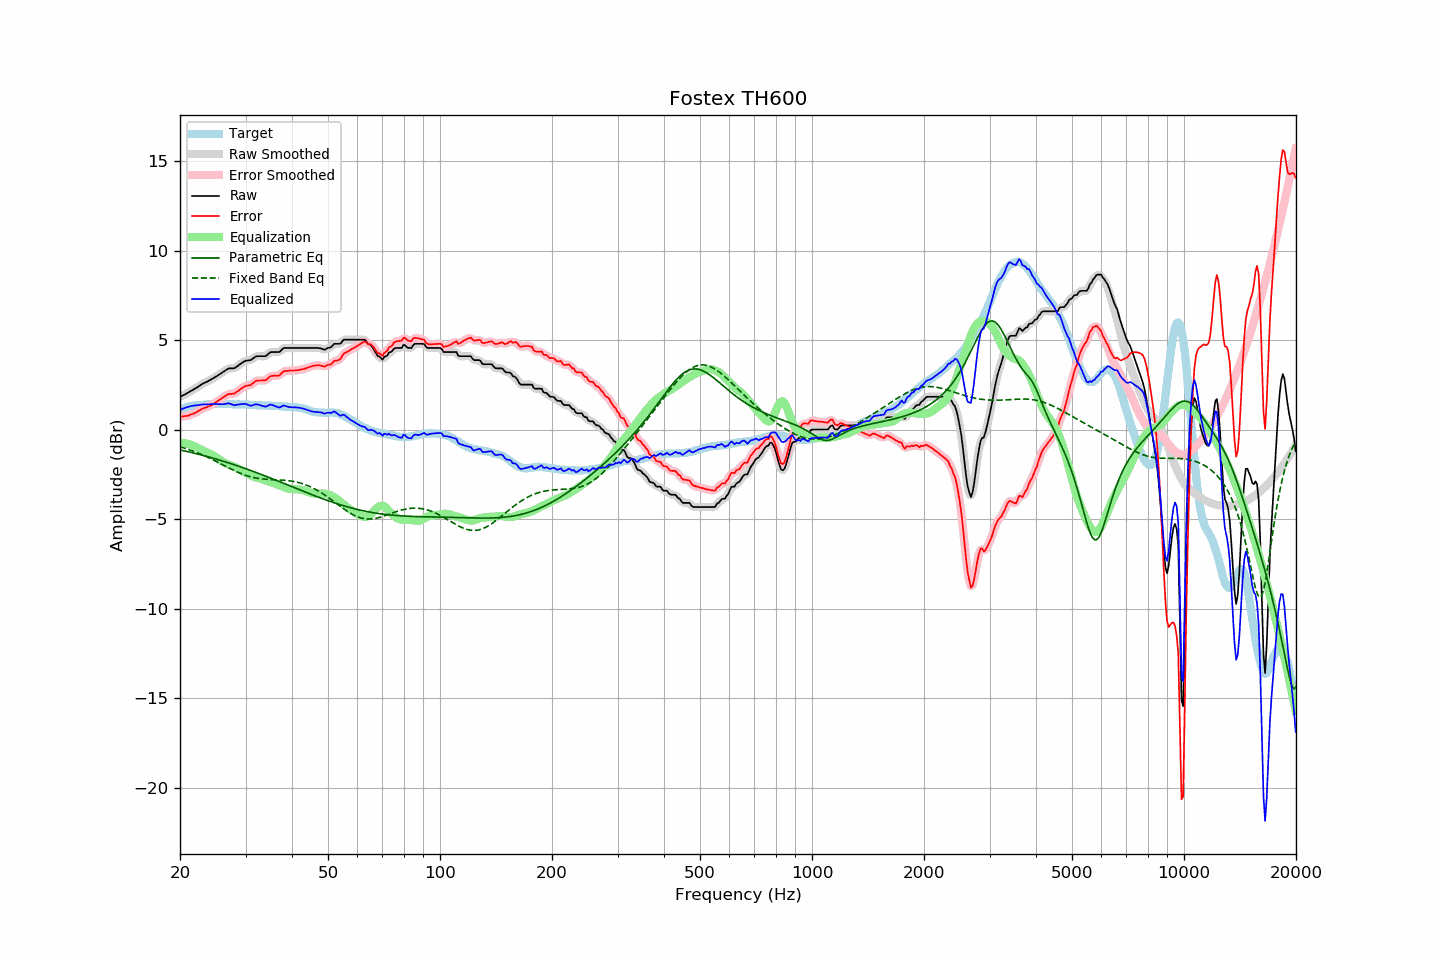 Fostex TH600
Target
Raw Smoothed
Error Smoothed
Raw
Error
Equalization
Parametric Eq
Fixed Band Eq
Equalized
Amplitude (dBr)
15
10
5
0
−5
−10
−15
−20
20
50
100
200
500
1000
2000
5000
10000
20000
Frequency (Hz)